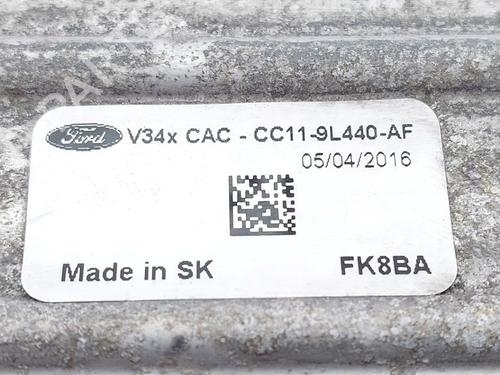 Ford V34x CAC - CC11-9L440-AF
05/04/2016
Made in SK FK8BA